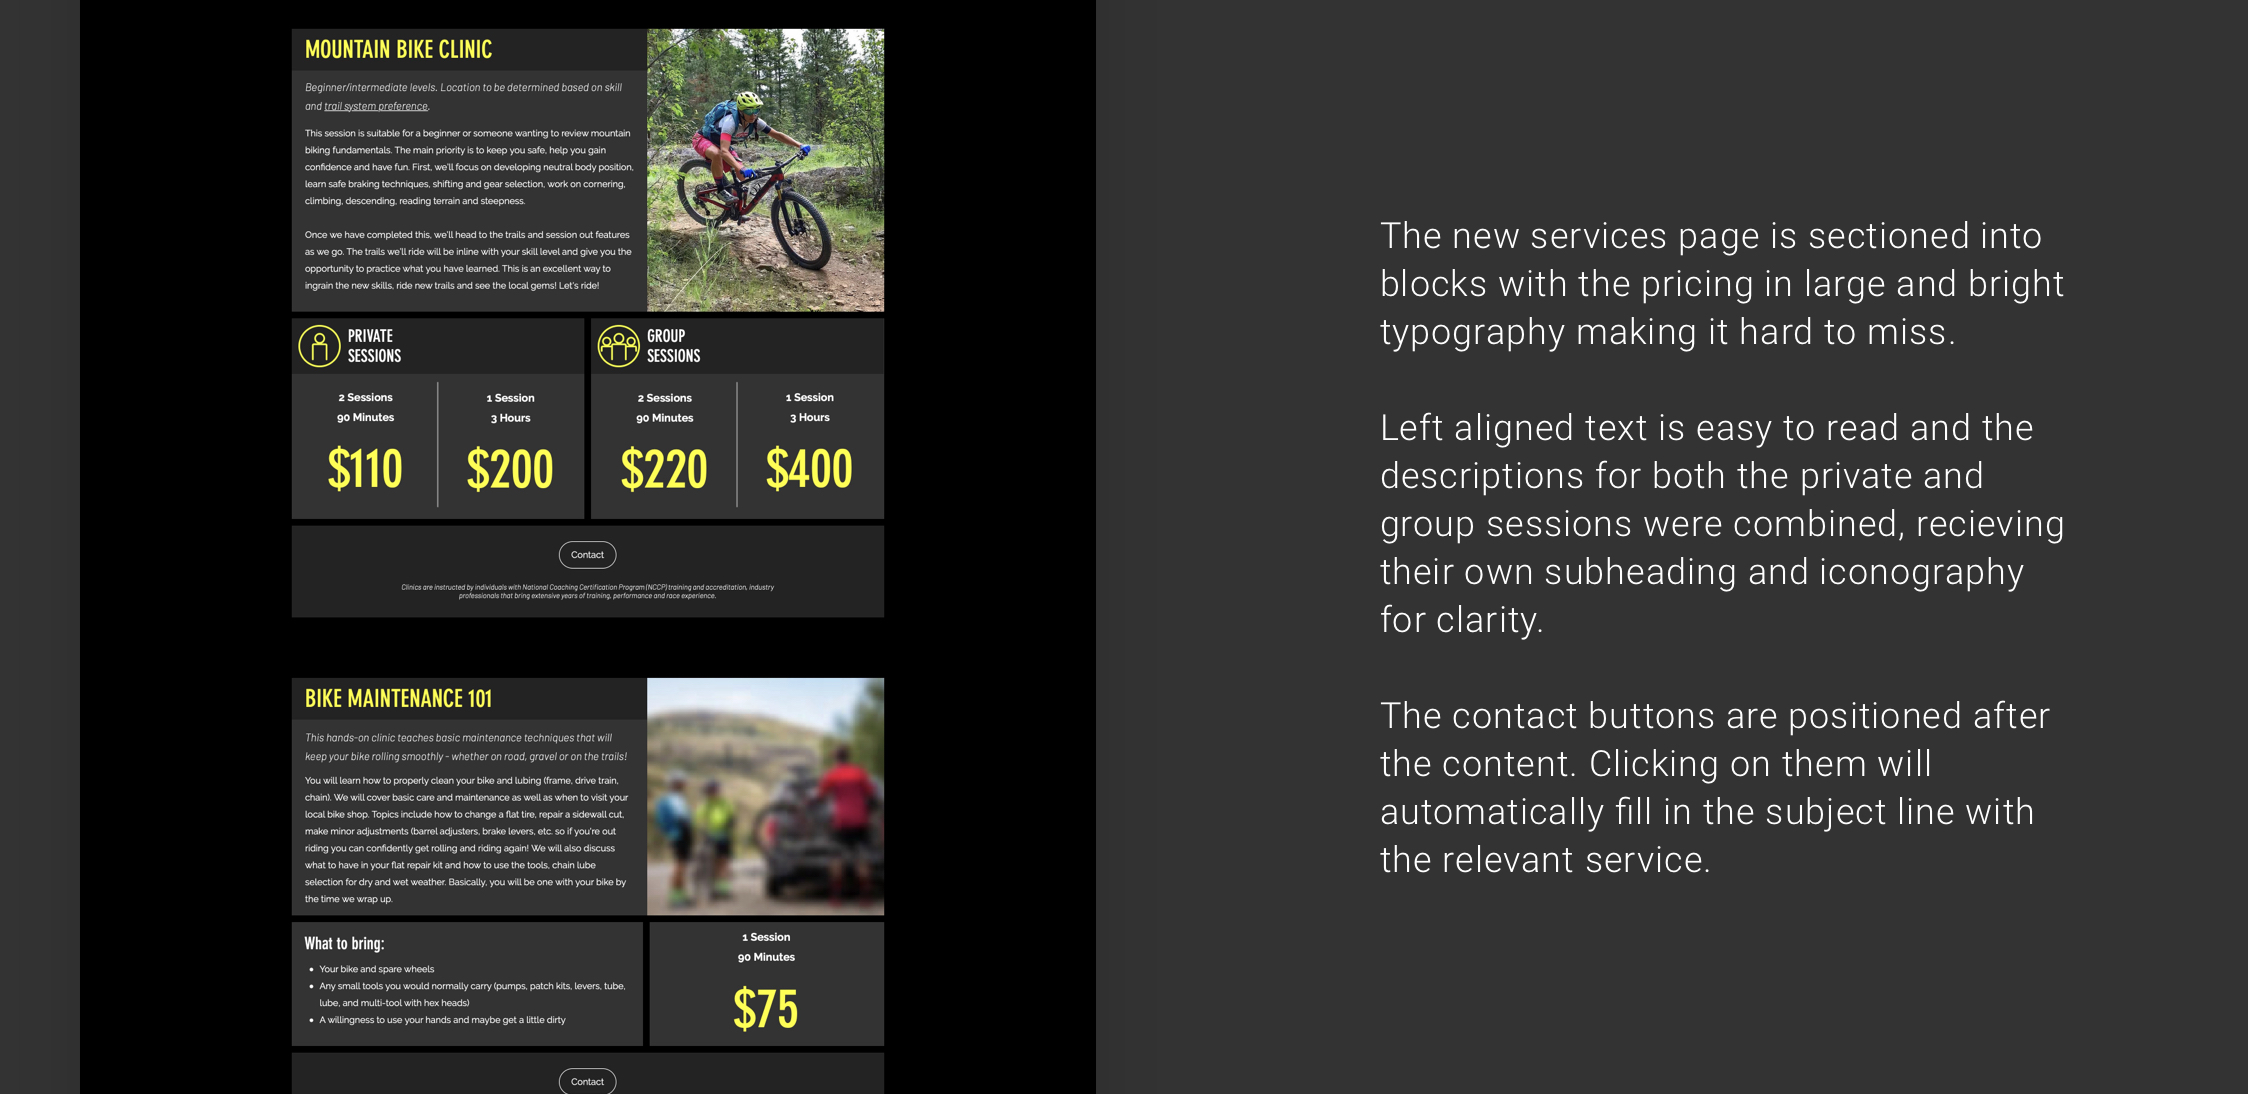 MOUNTAIN BIKE CLINIC
Beginner/intermediate levels. Location to be determined based on skill
and trail system preference.
This session is suitable for a beginner or someone wanting to review mountain
biking fundamentals. The main priority is to keep you safe, help you gain
confidence and have fun. First, we'll focus on developing neutral body position,
learn safe braking techniques, shifting and gear selection, work on cornering,
climbing, descending, reading terrain and steepness.
Once we have completed this, we'll head to the trails and session out features
as we go. The trails we'll ride will be inline with your skill level and give you the
opportunity to practice what you have learned. This is an excellent way to
ingrain the new skills, ride new trails and see the local gems! Let's ride!
PRIVATE
SESSIONS
2 Sessions
90 Minutes
$110
1 Session
3 Hours
$200
GROUP
SESSIONS
2 Sessions
90 Minutes
$220
1 Session
3 Hours
$400
Contact
Clinics are instructed by individuals with National Coaching Certification Program (NCCP) training and accreditation, industry
professionals that bring extensive years of training, performance and race experience.
BIKE MAINTENANCE 101
This hands-on clinic teaches basic maintenance techniques that will
keep your bike rolling smoothly - whether on road, gravel or on the trails!
You will learn how to properly clean your bike and lubing (frame, drive train,
chain). We will cover basic care and maintenance as well as when to visit your
local bike shop. Topics include how to change a flat tire, repair a sidewall cut,
make minor adjustments (barrel adjusters, brake levers, etc. so if you're out
riding you can confidently get rolling and riding again! We will also discuss
what to have in your flat repair kit and how to use the tools, chain lube
selection for dry and wet weather. Basically, you will be one with your bike by
the time we wrap up.
What to bring:
• Your bike and spare wheels
• Any small tools you would normally carry (pumps, patch kits, levers, tube,
lube, and multi-tool with hex heads)
• A willingness to use your hands and maybe get a little dirty
1 Session
90 Minutes
$75
Contact
The new services page is sectioned into
blocks with the pricing in large and bright
typography making it hard to miss.
Left aligned text is easy to read and the
descriptions for both the private and
group sessions were combined, recieving
their own subheading and iconography
for clarity.
The contact buttons are positioned after
the content. Clicking on them will
automatically fill in the subject line with
the relevant service.